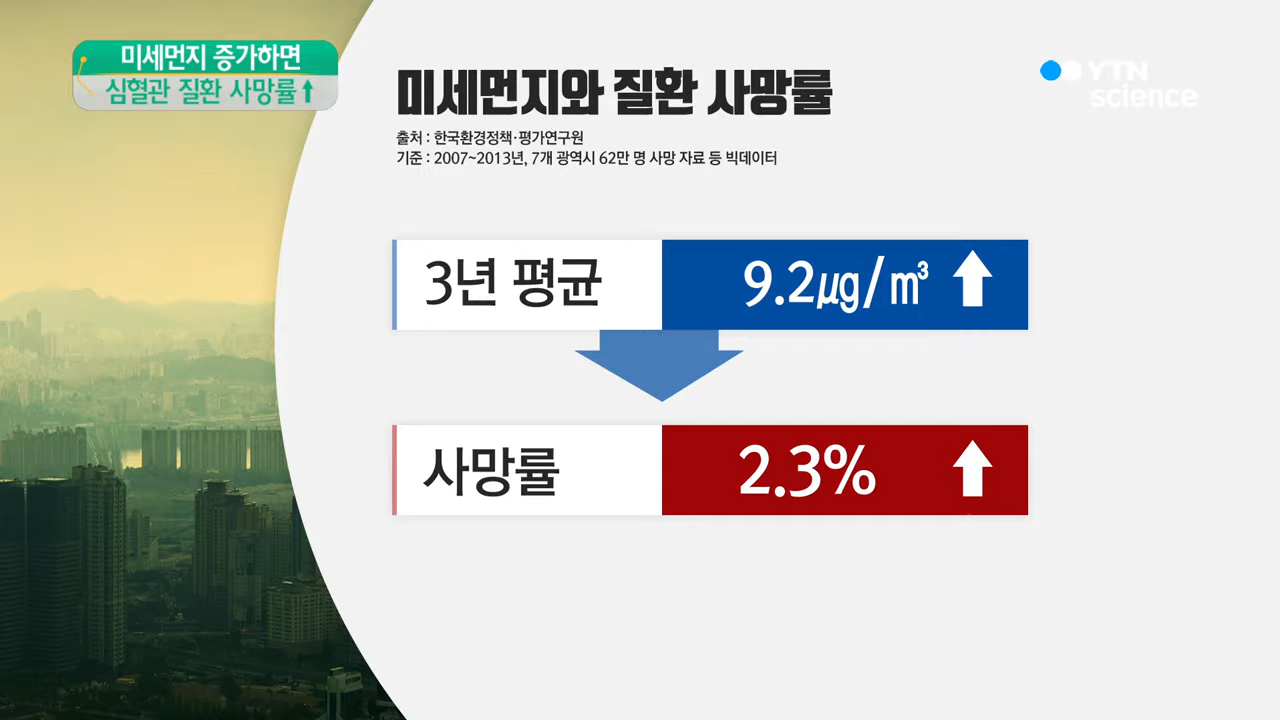 미세먼지 증가하면
심혈관 질환 사망률↑
YTN
science
미세먼지와 질환 사망률
출처 : 한국환경정책·평가연구원
기준 : 2007~2013년, 7개 광역시 62만 명 사망 자료 등 빅데이터
3년 평균 9.2㎍/㎥ ↑
사망률 2.3% ↑